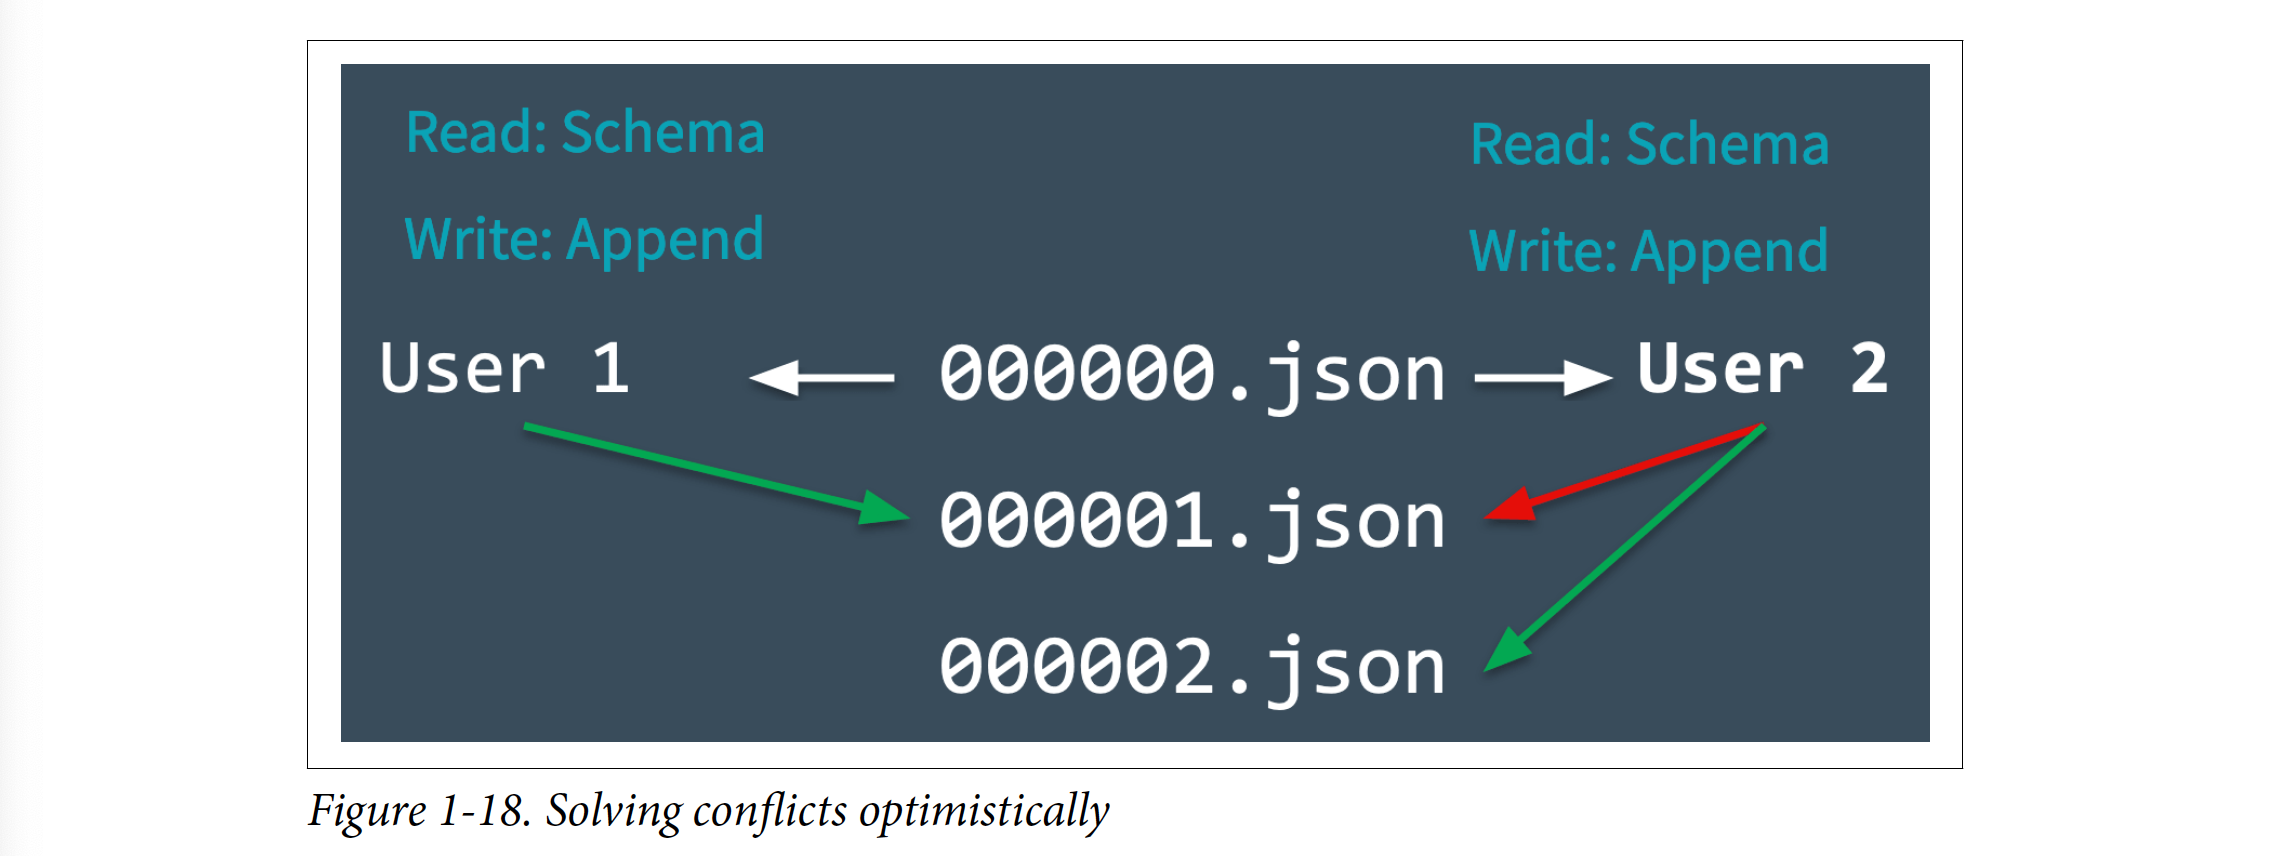 Read: Schema
Write: Append
Read: Schema
Write: Append
User 1
000000.json
User 2
000001.json
000002.json
Figure 1-18. Solving conflicts optimistically